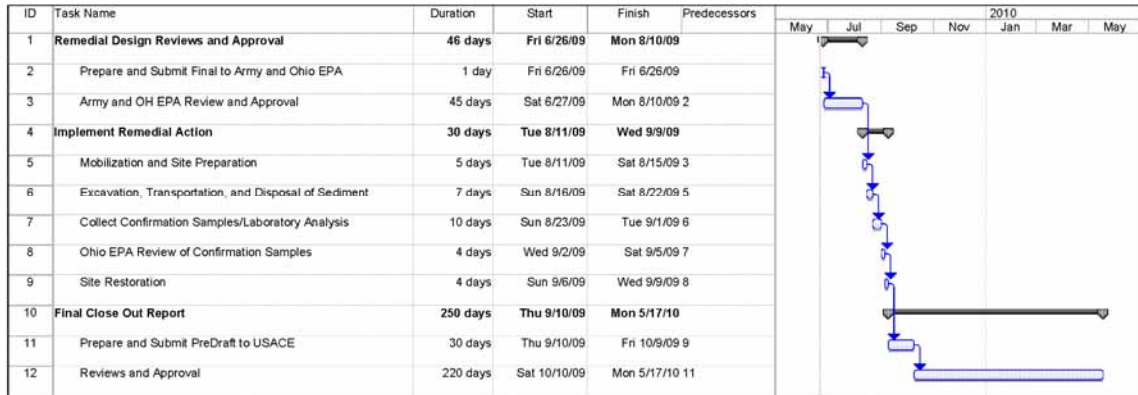 ID Task Name Duration Start Finish Predecessors 2010
May Jul Sep Nov Jan Mar May
1 Remedial Design Reviews and Approval 46 days Fri 6/26/09 Mon 8/10/09
2 Prepare and Submit Final to Army and Ohio EPA 1 day Fri 6/26/09 Fri 6/26/09
3 Army and OH EPA Review and Approval 45 days Sat 6/27/09 Mon 8/10/09 2
4 Implement Remedial Action 30 days Tue 8/11/09 Wed 9/9/09
5 Mobilization and Site Preparation 5 days Tue 8/11/09 Sat 8/15/09 3
6 Excavation, Transportation, and Disposal of Sediment 7 days Sun 8/16/09 Sat 8/22/09 5
7 Collect Confirmation Samples/Laboratory Analysis 10 days Sun 8/23/09 Tue 9/1/09 6
8 Ohio EPA Review of Confirmation Samples 4 days Wed 9/2/09 Sat 9/5/09 7
9 Site Restoration 4 days Sun 9/6/09 Wed 9/9/09 8
10 Final Close Out Report 250 days Thu 9/10/09 Mon 5/17/10
11 Prepare and Submit PreDraft to USACE 30 days Thu 9/10/09 Fri 10/9/09 9
12 Reviews and Approval 220 days Sat 10/10/09 Mon 5/17/10 11